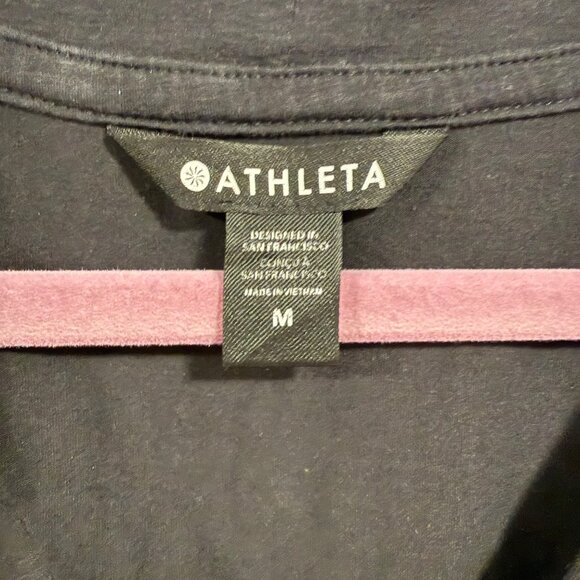 ATHLETA
DESIGNED IN
SAN FRANCISCO
CONÇU À
SAN FRANCISCO
MADE IN VIETNAM
M